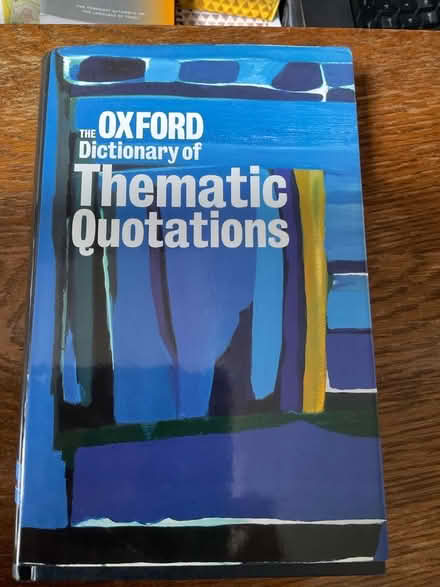 THE OXFORD
Dictionary of
Thematic
Quotations